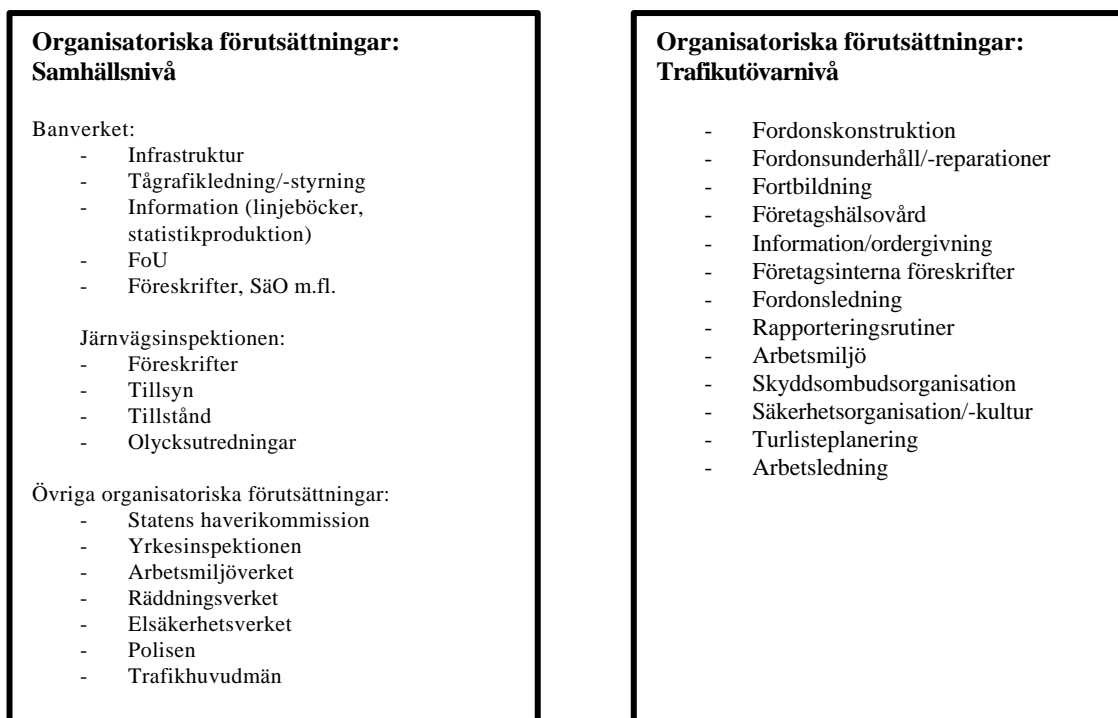 Organisatoriska förutsättningar:
Samhällsnivå
Banverket:
- Infrastruktur
- Tågrafikledning/-styrning
- Information (linjeböcker,
statistikproduktion)
- FoU
- Föreskrifter, SäO m.fl.
Järnvägsinspektionen:
- Föreskrifter
- Tillsyn
- Tillstånd
- Olycksutredningar
Övriga organisatoriska förutsättningar:
- Statens haverikommission
- Yrkesinspektionen
- Arbetsmiljöverket
- Räddningsverket
- Elsäkerhetsverket
- Polisen
- Trafikhuvudmän
Organisatoriska förutsättningar:
Trafikutövarnivå
- Fordonskonstruktion
- Fordonsunderhåll/-reparationer
- Fortbildning
- Företagshälsovård
- Information/ordergivning
- Företagsinterna föreskrifter
- Fordonsledning
- Rapporteringsrutiner
- Arbetsmiljö
- Skyddsombudsorganisation
- Säkerhetsorganisation/-kultur
- Turlisteplanering
- Arbetsledning